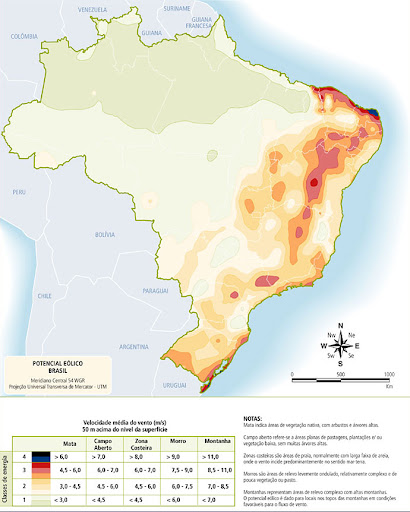 VENEZUELA
SURINAME
COLÔMBIA
GUIANA
GUIANA
FRANCESA
PERU
BOLÍVIA
CHILE
PARAGUAI
ARGENTINA
URUGUAI
POTENCIAL EÓLICO
BRASIL
Meridiano Central 54 WGR
Projeção Universal Transversa de Mercator - UTM
N
Nw Ne
W E
Sw Se
S
0 500 1000
Km
Velocidade média do vento (m/s)
50 m acima do nível da superfície
Mata Campo Aberto Zona Costeira Morro Montanha
Classes de energia
4 > 6,0 > 7,0 > 8,0 > 9,0 > 11,0
3 4,5 - 6,0 6,0 - 7,0 6,0 - 7,0 7,5 - 9,0 8,5 - 11,0
2 3,0 - 4,5 4,5 - 6,0 4,5 - 6,0 6,0 - 7,5 7,0 - 8,5
1 < 3,0 < 4,5 < 4,5 < 6,0 < 7,0
NOTAS:
Mata indica áreas de vegetação nativa, com arbustos e árvores altas.
Campo aberto refere-se a áreas planas de pastagens, plantações e/ ou
vegetação baixa, sem muitas árvores altas.
Zonas costeiras são áreas de praia, normalmente com larga faixa de areia,
onde o vento incide predominantemente no sentido mar-terra.
Morros são áreas de relevo levemente ondulado, relativamente complexo e de
pouca vegetação ou pasto.
Montanhas representam áreas de relevo complexo com altas montanhas.
O potencial eólico é dado para locais nos topos das montanhas em condições
favoráveis para o fluxo de vento.